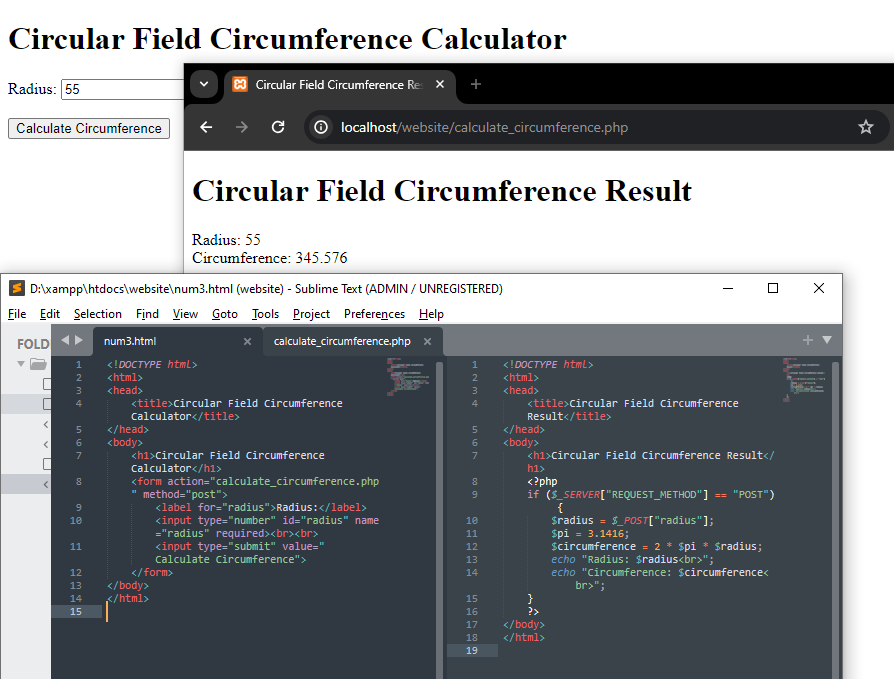 Circular Field Circumference Calculator
Radius: 55
Calculate Circumference
Circular Field Circumference Re
localhost/website/calculate_circumference.php
Circular Field Circumference Result
Radius: 55
Circumference: 345.576
D:\xampp\htdocs\website\num3.html (website) - Sublime Text (ADMIN / UNREGISTERED)
File Edit Selection Find View Goto Tools Project Preferences Help
FOLD
num3.html
calculate_circumference.php
1 <!DOCTYPE html>
2 <html>
3 <head>
4 <title>Circular Field Circumference
Calculator</title>
5 </head>
6 <body>
7 <h1>Circular Field Circumference
Calculator</h1>
8 <form action="calculate_circumference.php
" method="post">
9 <label for="radius">Radius:</label>
10 <input type="number" id="radius" name
="radius" required><br><br>
11 <input type="submit" value="
Calculate Circumference">
12 </form>
13 </body>
14 </html>
15
1 <!DOCTYPE html>
2 <html>
3 <head>
4 <title>Circular Field Circumference
Result</title>
5 </head>
6 <body>
7 <h1>Circular Field Circumference Result</
h1>
8 <?php
9 if ($_SERVER["REQUEST_METHOD"] == "POST")
{
10 $radius = $_POST["radius"];
11 $pi = 3.1416;
12 $circumference = 2 * $pi * $radius;
13 echo "Radius: $radius<br>";
14 echo "Circumference: $circumference<
br>";
15 }
16 ?>
17 </body>
18 </html>
19